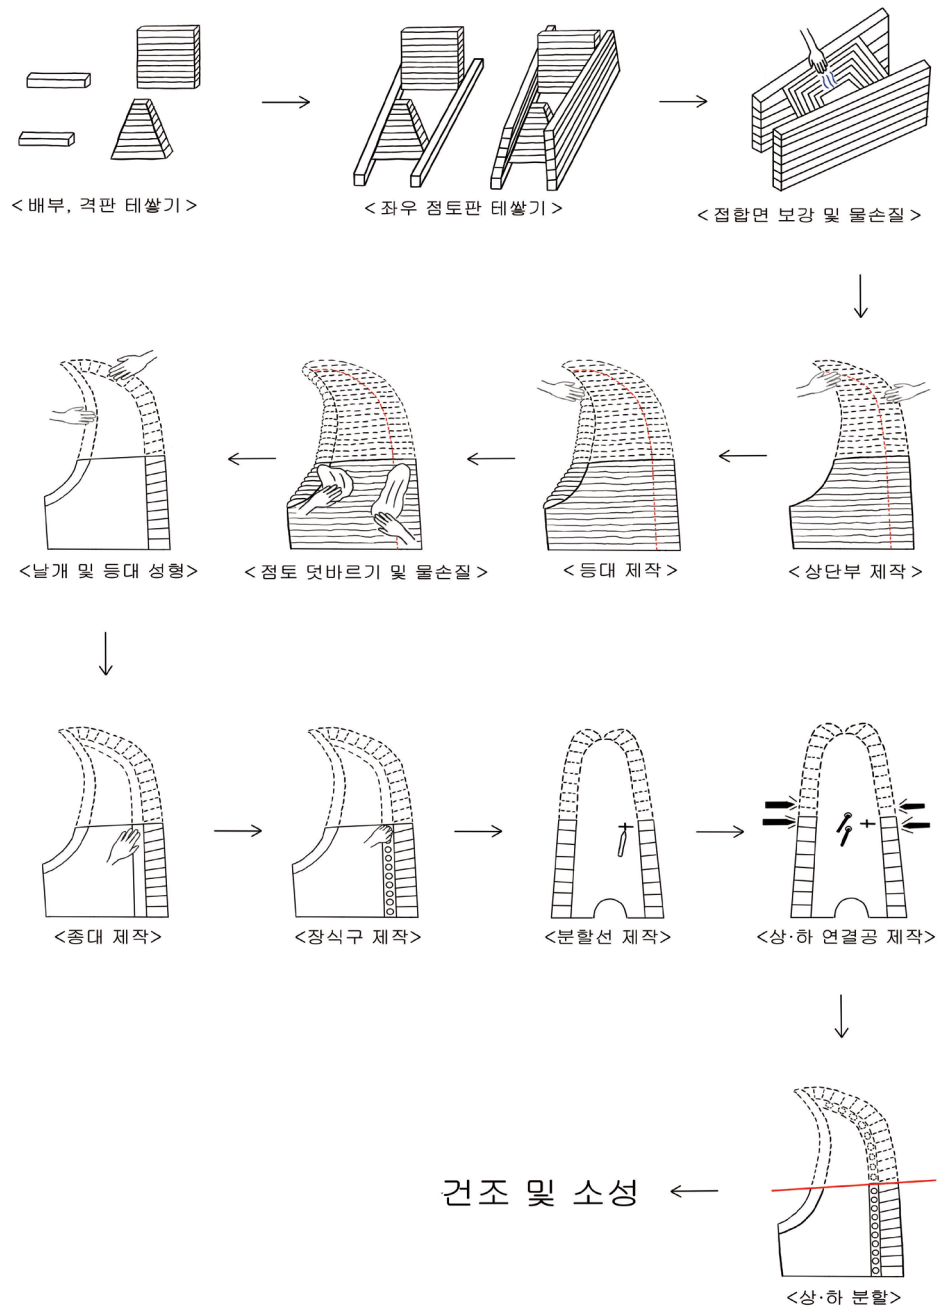 <배부, 격판 테쌓기>
<좌우 점토판 테쌓기>
<접합면 보강 및 물손질>
<상단부 제작>
<등대 제작>
<점토 덧바르기 및 물손질>
<날개 및 등대 성형>
<종대 제작>
<장식구 제작>
<분할선 제작>
<상·하 연결공 제작>
<상·하 분할>
건조 및 소성